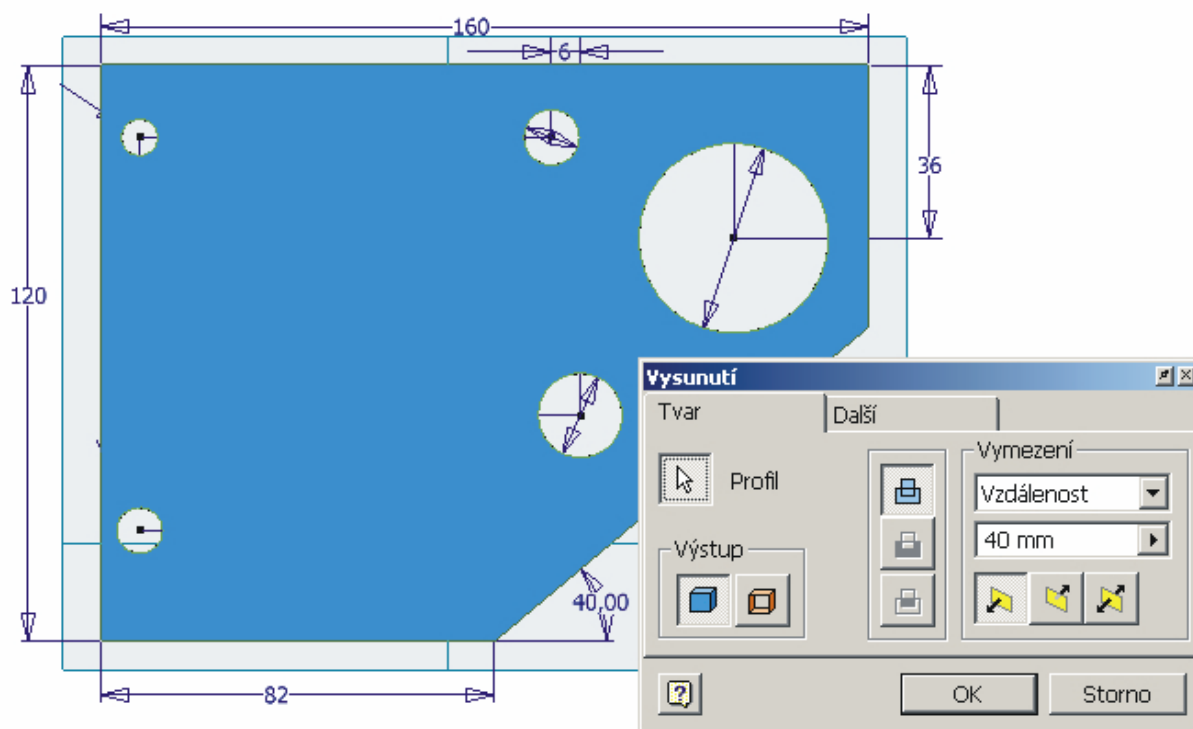 160
6
36
120
40,00
82
Vysunutí
Tvar
Další
Profil
Výstup
Vymezení
Vzdálenost
40 mm
OK
Storno